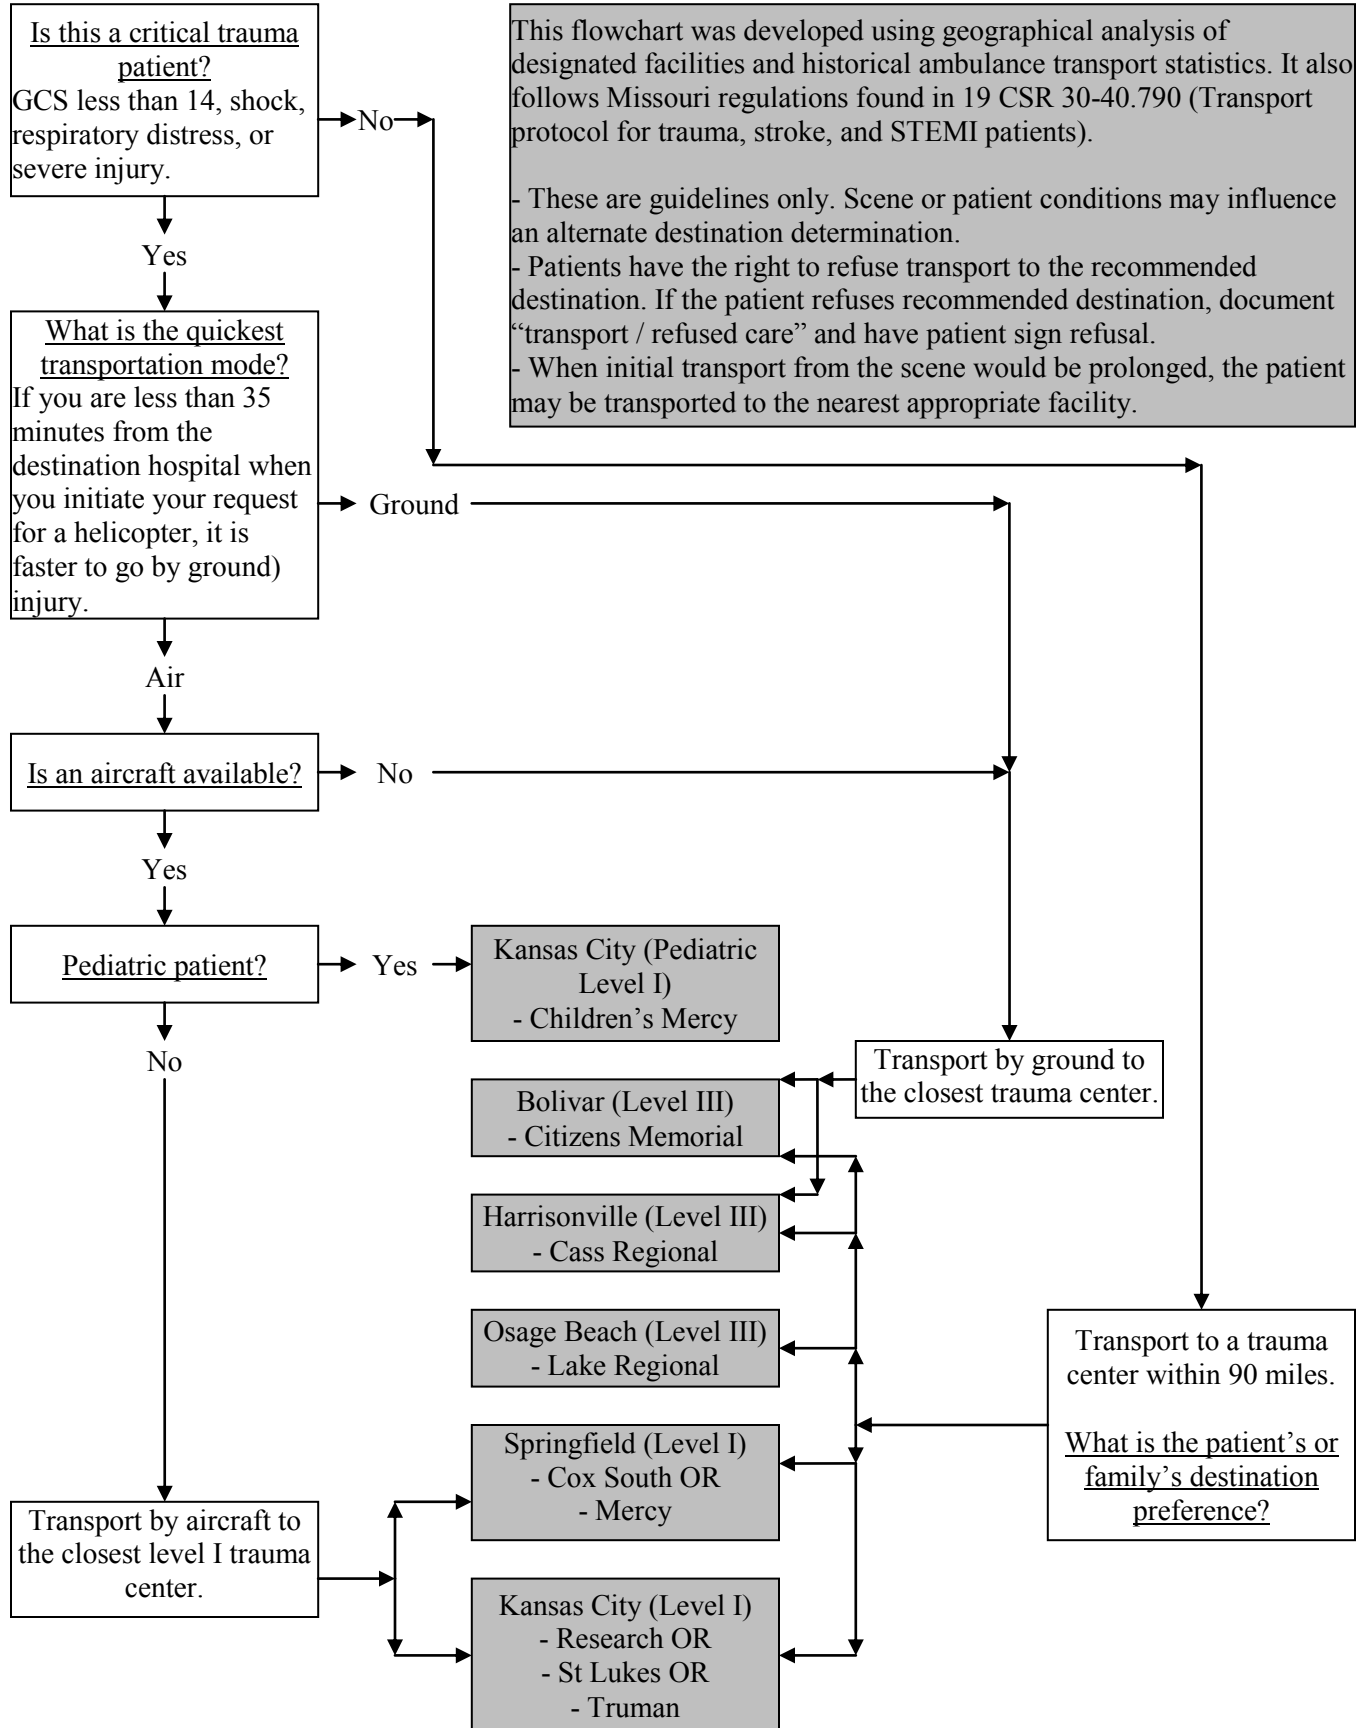 Is this a critical trauma
patient?
GCS less than 14, shock,
respiratory distress, or
severe injury.
No
This flowchart was developed using geographical analysis of
designated facilities and historical ambulance transport statistics. It also
follows Missouri regulations found in 19 CSR 30-40.790 (Transport
protocol for trauma, stroke, and STEMI patients).
- These are guidelines only. Scene or patient conditions may influence
an alternate destination determination.
- Patients have the right to refuse transport to the recommended
destination. If the patient refuses recommended destination, document
“transport / refused care” and have patient sign refusal.
- When initial transport from the scene would be prolonged, the patient
may be transported to the nearest appropriate facility.
Yes
What is the quickest
transportation mode?
If you are less than 35
minutes from the
destination hospital when
you initiate your request
for a helicopter, it is
faster to go by ground)
injury.
Ground
Air
Is an aircraft available?
No
Yes
Pediatric patient?
Yes
Kansas City (Pediatric
Level I)
- Children’s Mercy
No
Transport by ground to
the closest trauma center.
Bolivar (Level III)
- Citizens Memorial
Harrisonville (Level III)
- Cass Regional
Osage Beach (Level III)
- Lake Regional
Transport to a trauma
center within 90 miles.
What is the patient’s or
family’s destination
preference?
Springfield (Level I)
- Cox South OR
- Mercy
Transport by aircraft to
the closest level I trauma
center.
Kansas City (Level I)
- Research OR
- St Lukes OR
- Truman